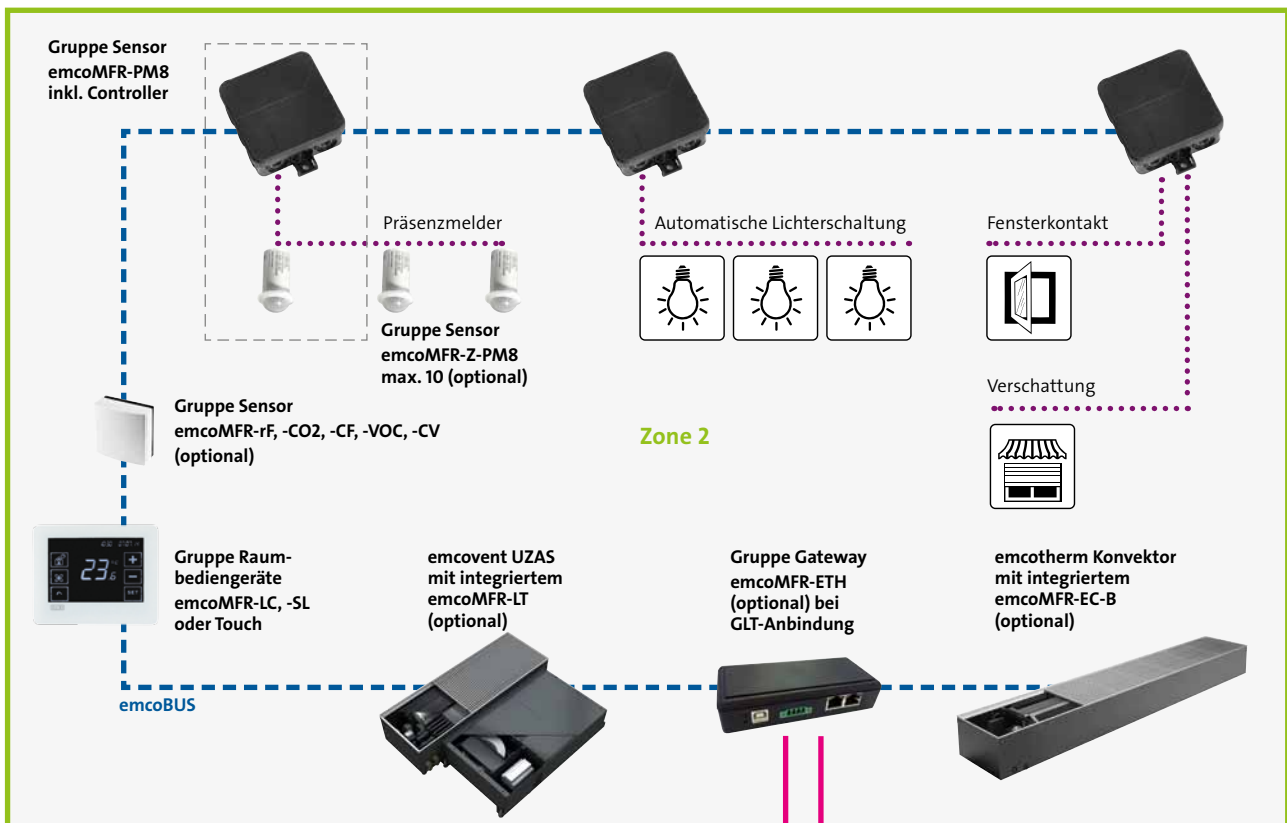 Gruppe Sensor
emcoMFR-PM8
inkl. Controller
Präsenzmelder
Automatische Lichterschaltung
Fensterkontakt
Gruppe Sensor
emcoMFR-Z-PM8
max. 10 (optional)
Verschattung
Gruppe Sensor
emcoMFR-rF, -CO2, -CF, -VOC, -CV
(optional)
Zone 2
23
SET
Gruppe Raum-
bediengeräte
emcoMFR-LC, -SL
oder Touch
emcovent UZAS
mit integriertem
emcoMFR-LT
(optional)
Gruppe Gateway
emcoMFR-ETH
(optional) bei
GLT-Anbindung
emcotherm Konvektor
mit integriertem
emcoMFR-EC-B
(optional)
emcoBUS